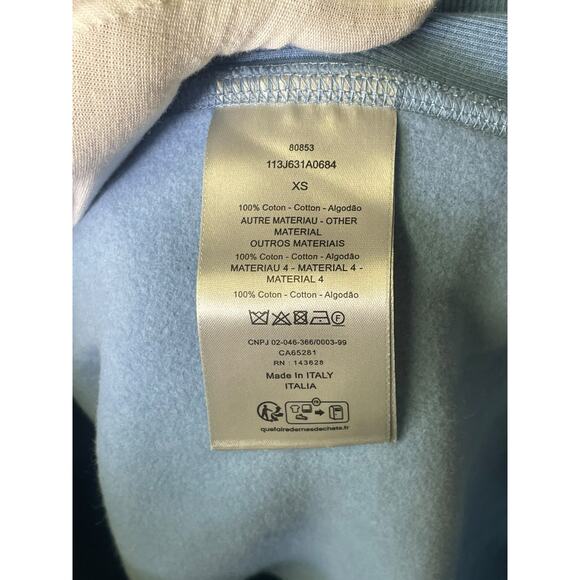 80853
113J631A0684
XS
100% Coton - Cotton - Algodão
AUTRE MATERIAU - OTHER
MATERIAL
OUTROS MATERIAIS
100% Coton - Cotton - Algodão
MATERIAU 4 - MATERIAL 4 -
MATERIAL 4
100% Coton - Cotton - Algodão
F
CNPJ 02-046-366/0003-99
CA65281
RN : 143628
Made In ITALY
ITALIA
FR
quefairedemesdechets.fr